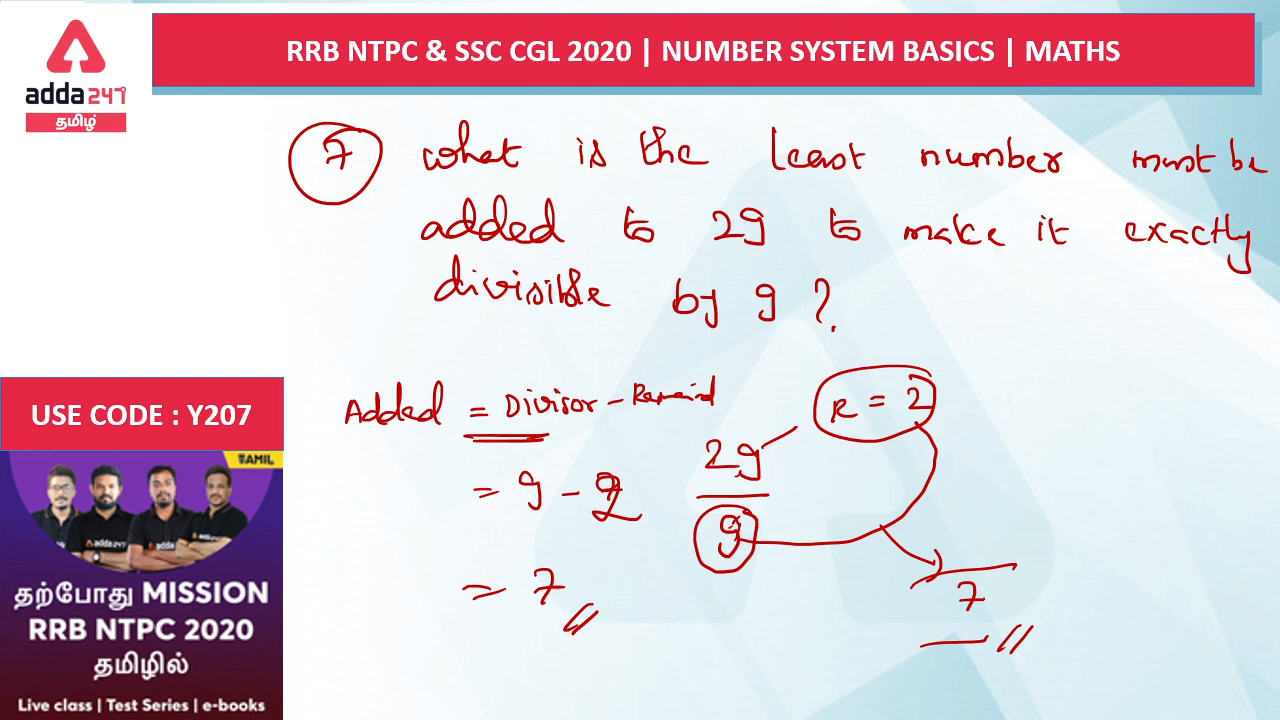 RRB NTPC & SSC CGL 2020 | NUMBER SYSTEM BASICS | MATHS
adda247
தமிழ்
7 what is the least number must be
added to 29 to make it exactly
divisible by 9 ?
Added = Divisor - Remaind
R = 2
29
= 9 - 2
9
= 7
7
USE CODE : Y207
TAMIL
adda247
தற்போது MISSION
RRB NTPC 2020
தமிழில்
Live class | Test Series | e-books